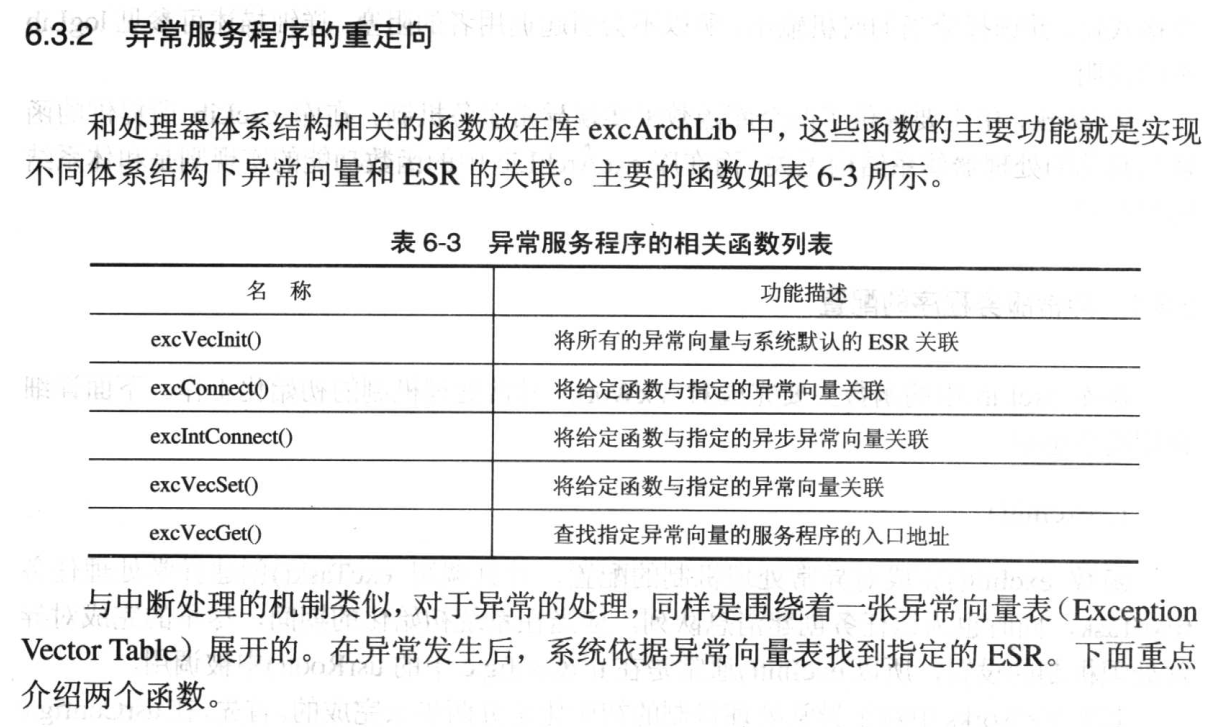 6.3.2 异常服务程序的重定向
和处理器体系结构相关的函数放在库 excArchLib 中，这些函数的主要功能就是实现
不同体系结构下异常向量和 ESR 的关联。主要的函数如表 6-3 所示。
表 6-3 异常服务程序的相关函数列表
名 称 功能描述
excVecInit() 将所有的异常向量与系统默认的 ESR 关联
excConnect() 将给定函数与指定的异常向量关联
excIntConnect() 将给定函数与指定的异步异常向量关联
excVecSet() 将给定函数与指定的异常向量关联
excVecGet() 查找指定异常向量的服务程序的入口地址
与中断处理的机制类似，对于异常的处理，同样是围绕着一张异常向量表（Exception
Vector Table）展开的。在异常发生后，系统依据异常向量表找到指定的 ESR。下面重点
介绍两个函数。